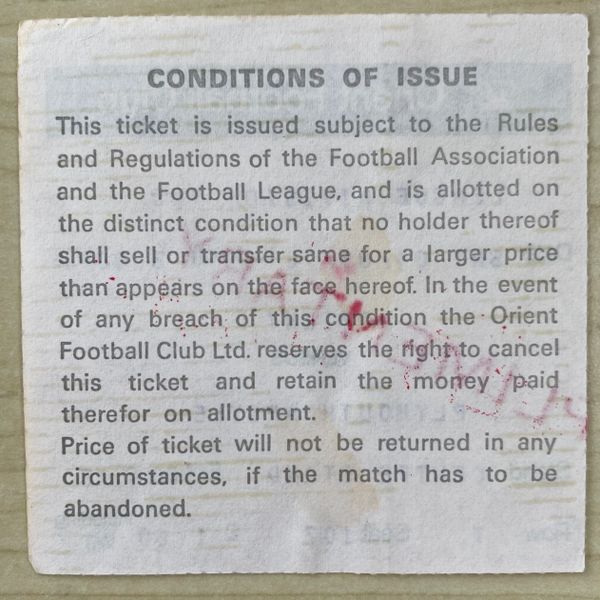 CONDITIONS OF ISSUE
This ticket is issued subject to the Rules
and Regulations of the Football Association
and the Football League, and is allotted on
the distinct condition that no holder thereof
shall sell or transfer same for a larger price
than appears on the face hereof. In the event
of any breach of this condition the Orient
Football Club Ltd. reserves the right to cancel
this ticket and retain the money paid
therefor on allotment.
Price of ticket will not be returned in any
circumstances, if the match has to be
abandoned.